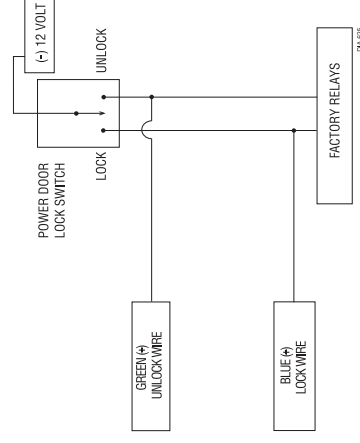 (-) 12 VOLT
POWER DOOR
LOCK SWITCH
UNLOCK
LOCK
GREEN (+)
UNLOCK WIRE
BLUE (+)
LOCK WIRE
FACTORY RELAYS